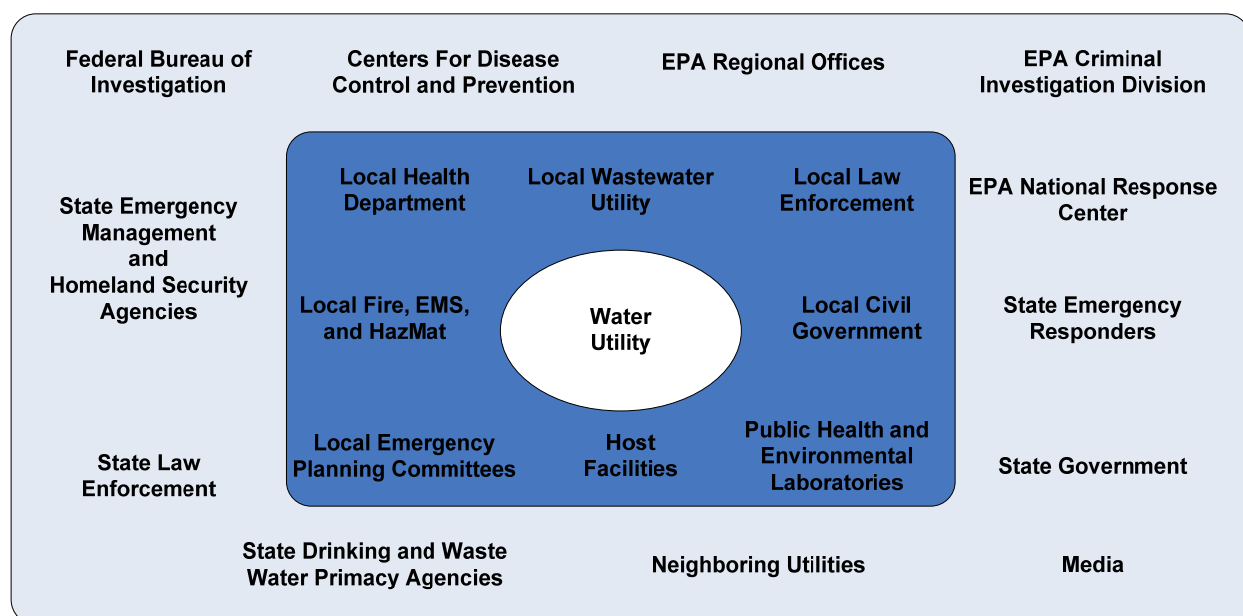 Federal Bureau of
Investigation
Centers For Disease
Control and Prevention
EPA Regional Offices
EPA Criminal
Investigation Division
State Emergency
Management
and
Homeland Security
Agencies
Local Health
Department
Local Wastewater
Utility
Local Law
Enforcement
EPA National Response
Center
Local Fire, EMS,
and HazMat
Water
Utility
Local Civil
Government
State Emergency
Responders
State Law
Enforcement
Local Emergency
Planning Committees
Host
Facilities
Public Health and
Environmental
Laboratories
State Government
State Drinking and Waste
Water Primacy Agencies
Neighboring Utilities
Media